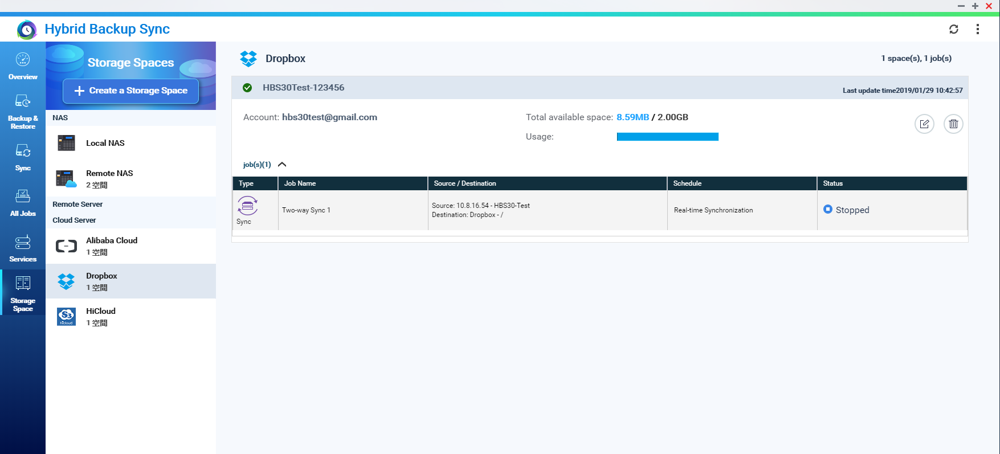 Hybrid Backup Sync
Overview
Backup &
Restore
Sync
All Jobs
Services
Storage
Space
Storage Spaces
Create a Storage Space
NAS
Local NAS
Remote NAS
2 空間
Remote Server
Cloud Server
Alibaba Cloud
1 空間
Dropbox
1 空間
S3
hicloud
HiCloud
1 空間
Dropbox
1 space(s), 1 job(s)
HBS30Test-123456
Last update time2019/01/29 10:42:57
Account: hbs30test@gmail.com
Total available space: 8.59MB / 2.00GB
Usage:
job(s)(1)
Type Job Name Source / Destination Schedule Status
Sync
Two-way Sync 1
Source: 10.8.16.54 - HBS30-Test
Destination: Dropbox - /
Real-time Synchronization
Stopped